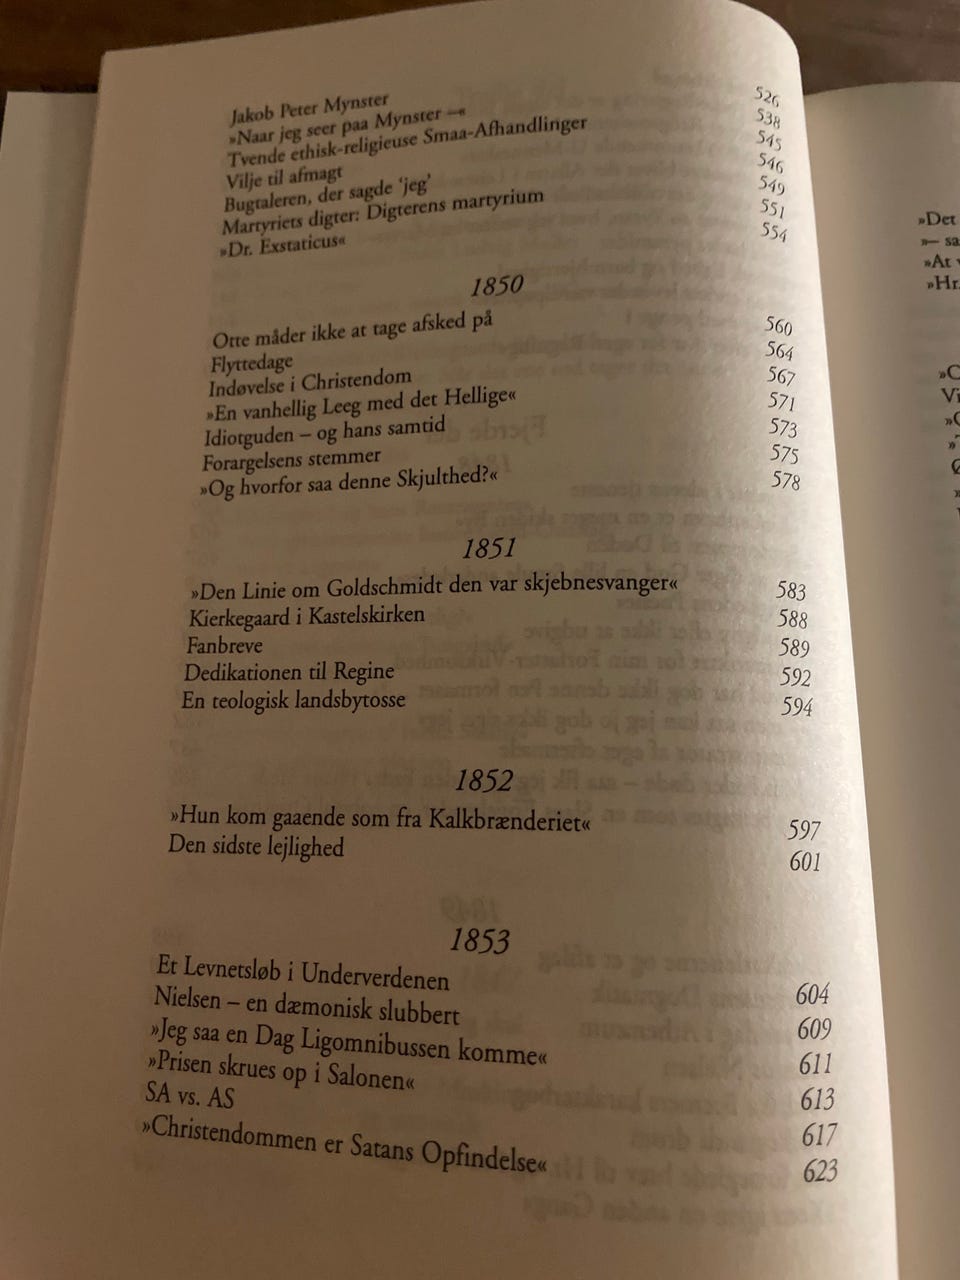 Jakob Peter Mynster 526
»Naar jeg seer paa Mynster —« 538
Tvende ethisk-religieuse Smaa-Afhandlinger 545
Vilje til afmagt 546
Bugtaleren, der sagde ‘jeg’ 549
Martyriets digter: Digterens martyrium 551
»Dr. Exstaticus« 554
1850
Otte måder ikke at tage afsked på 560
Flyttedage 564
Indøvelse i Christendom 567
»En vanhellig Leeg med det Hellige« 571
Idiotguden – og hans samtid 573
Forargelsens stemmer 575
»Og hvorfor saa denne Skjulthed?« 578
1851
»Den Linie om Goldschmidt den var skjebnesvanger« 583
Kierkegaard i Kastelskirken 588
Fanbreve 589
Dedikationen til Regine 592
En teologisk landsbytosse 594
1852
»Hun kom gaaende som fra Kalkbrænderiet« 597
Den sidste lejlighed 601
1853
Et Levnetsløb i Underverdenen 604
Nielsen – en dæmonisk slubbert 609
»Jeg saa en Dag Ligomnibussen komme« 611
»Prisen skrues op i Salonen« 613
SA vs. AS 617
»Christendommen er Satans Opfindelse« 623
»Det
»— sa
»At
»Hr.